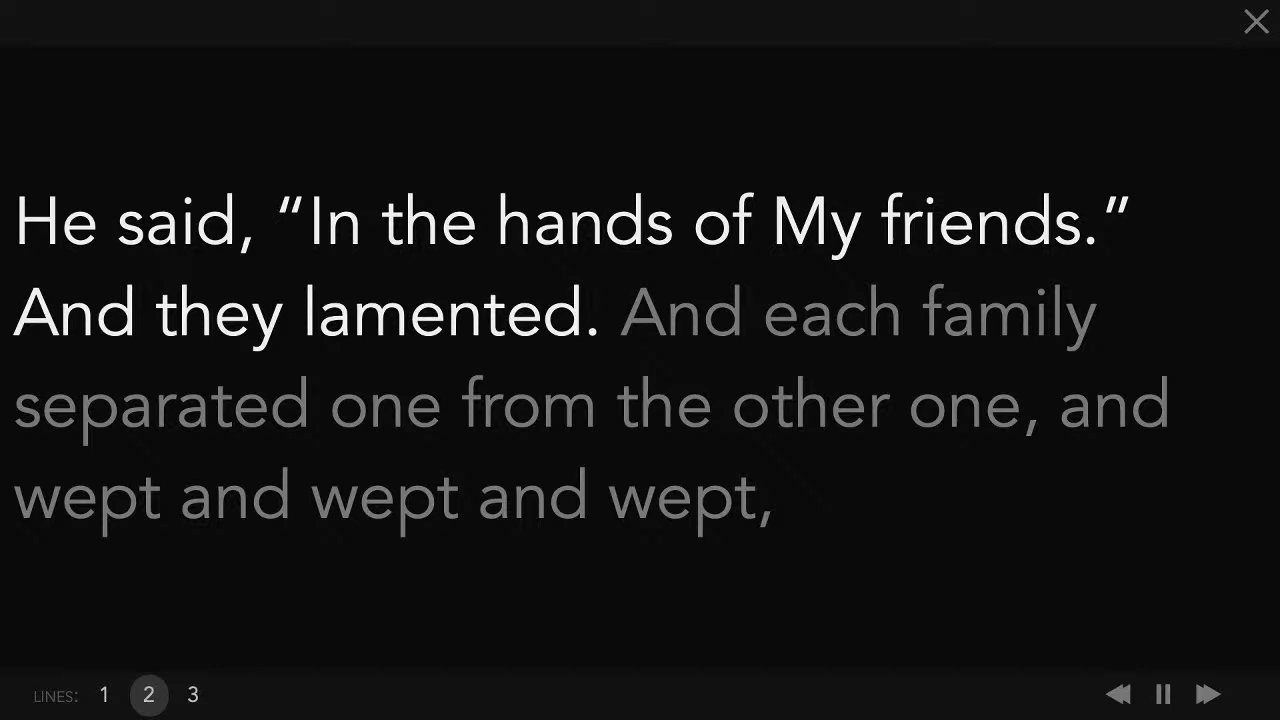 He said, “In the hands of My friends.”
And they lamented. And each family
separated one from the other one, and
wept and wept and wept,
LINES: 1 2 3